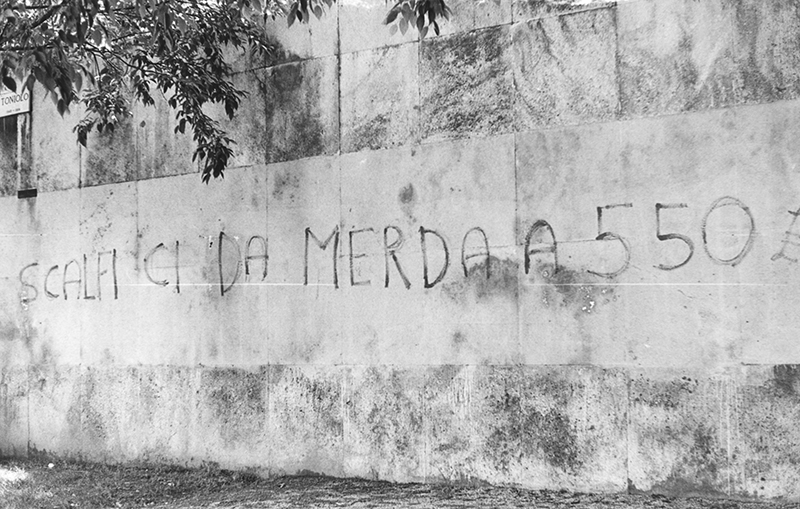 TONIOLO
SCALFI CI DA MERDA A 550 £